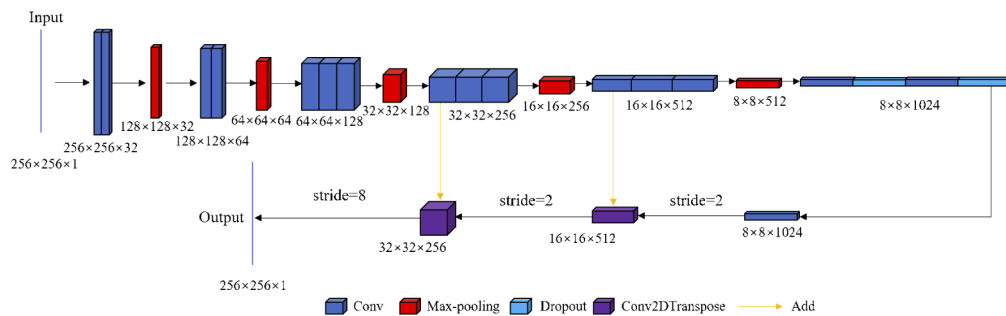 Input
256×256×1
256×256×32
128×128×32
128×128×64
64×64×64
64×64×128
32×32×128
32×32×256
16×16×256
16×16×512
8×8×512
8×8×1024
Output
256×256×1
stride=8
32×32×256
stride=2
16×16×512
stride=2
8×8×1024
Conv
Max-pooling
Dropout
Conv2DTranspose
Add